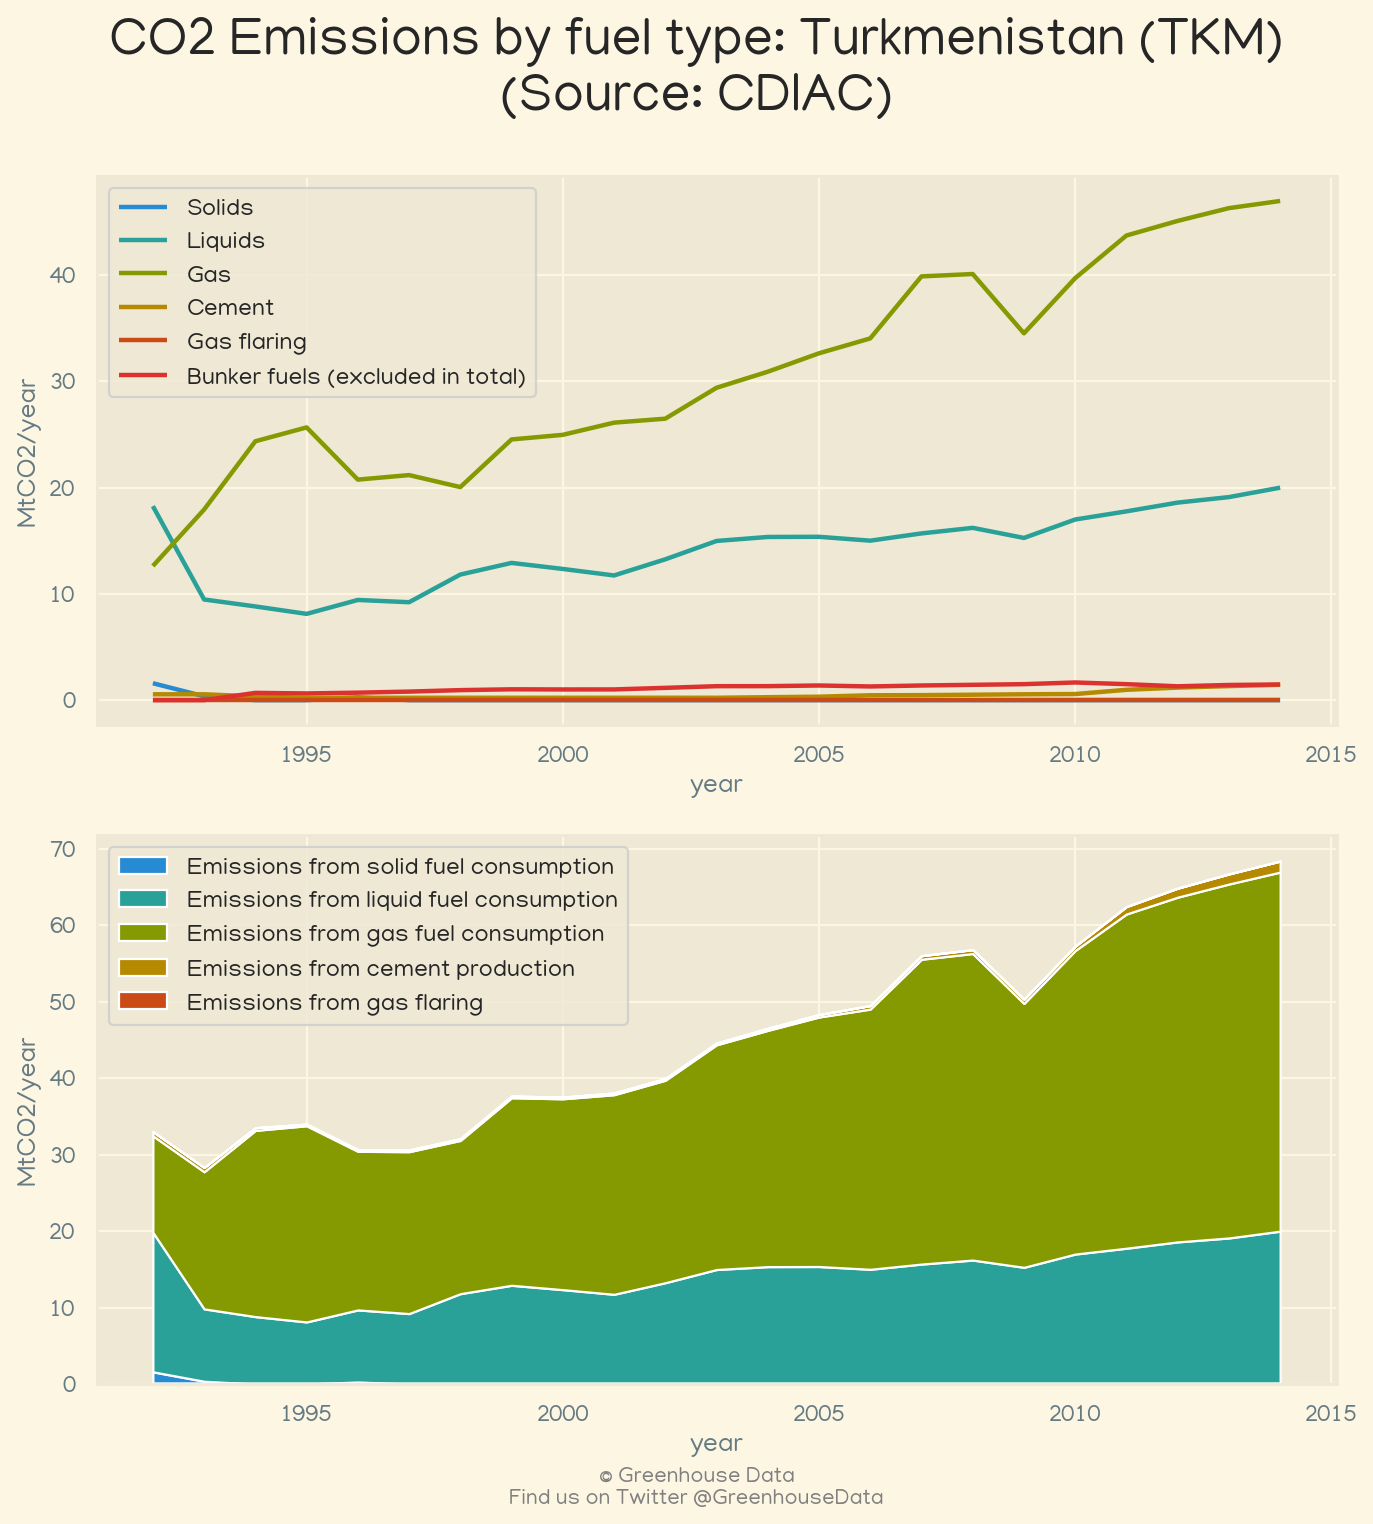 CO2 Emissions by fuel type: Turkmenistan (TKM)
(Source: CDIAC)
Solids
Liquids
Gas
Cement
Gas flaring
Bunker fuels (excluded in total)
40
30
20
10
0
MtCO2/year
1995 2000 2005 2010 2015
year
Emissions from solid fuel consumption
Emissions from liquid fuel consumption
Emissions from gas fuel consumption
Emissions from cement production
Emissions from gas flaring
70
60
50
40
30
20
10
0
MtCO2/year
1995 2000 2005 2010 2015
year
© Greenhouse Data
Find us on Twitter @GreenhouseData